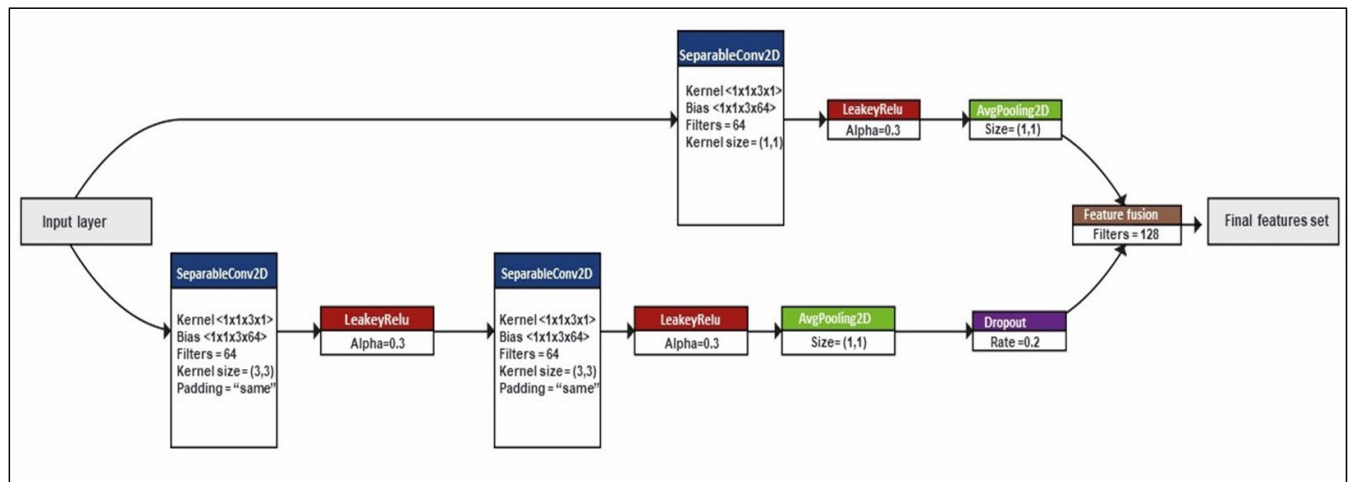 SeparableConv2D
Kernel <1x1x3x1>
Bias <1x1x3x64>
Filters = 64
Kernel size = (1,1)
LeakeyRelu
Alpha=0.3
AvgPooling2D
Size= (1,1)
Input layer
Feature fusion
Filters = 128
Final features set
SeparableConv2D
Kernel <1x1x3x1>
Bias <1x1x3x64>
Filters = 64
Kernel size = (3,3)
Padding = “same”
LeakeyRelu
Alpha=0.3
SeparableConv2D
Kernel <1x1x3x1>
Bias <1x1x3x64>
Filters = 64
Kernel size = (3,3)
Padding = “same”
LeakeyRelu
Alpha=0.3
AvgPooling2D
Size= (1,1)
Dropout
Rate =0.2